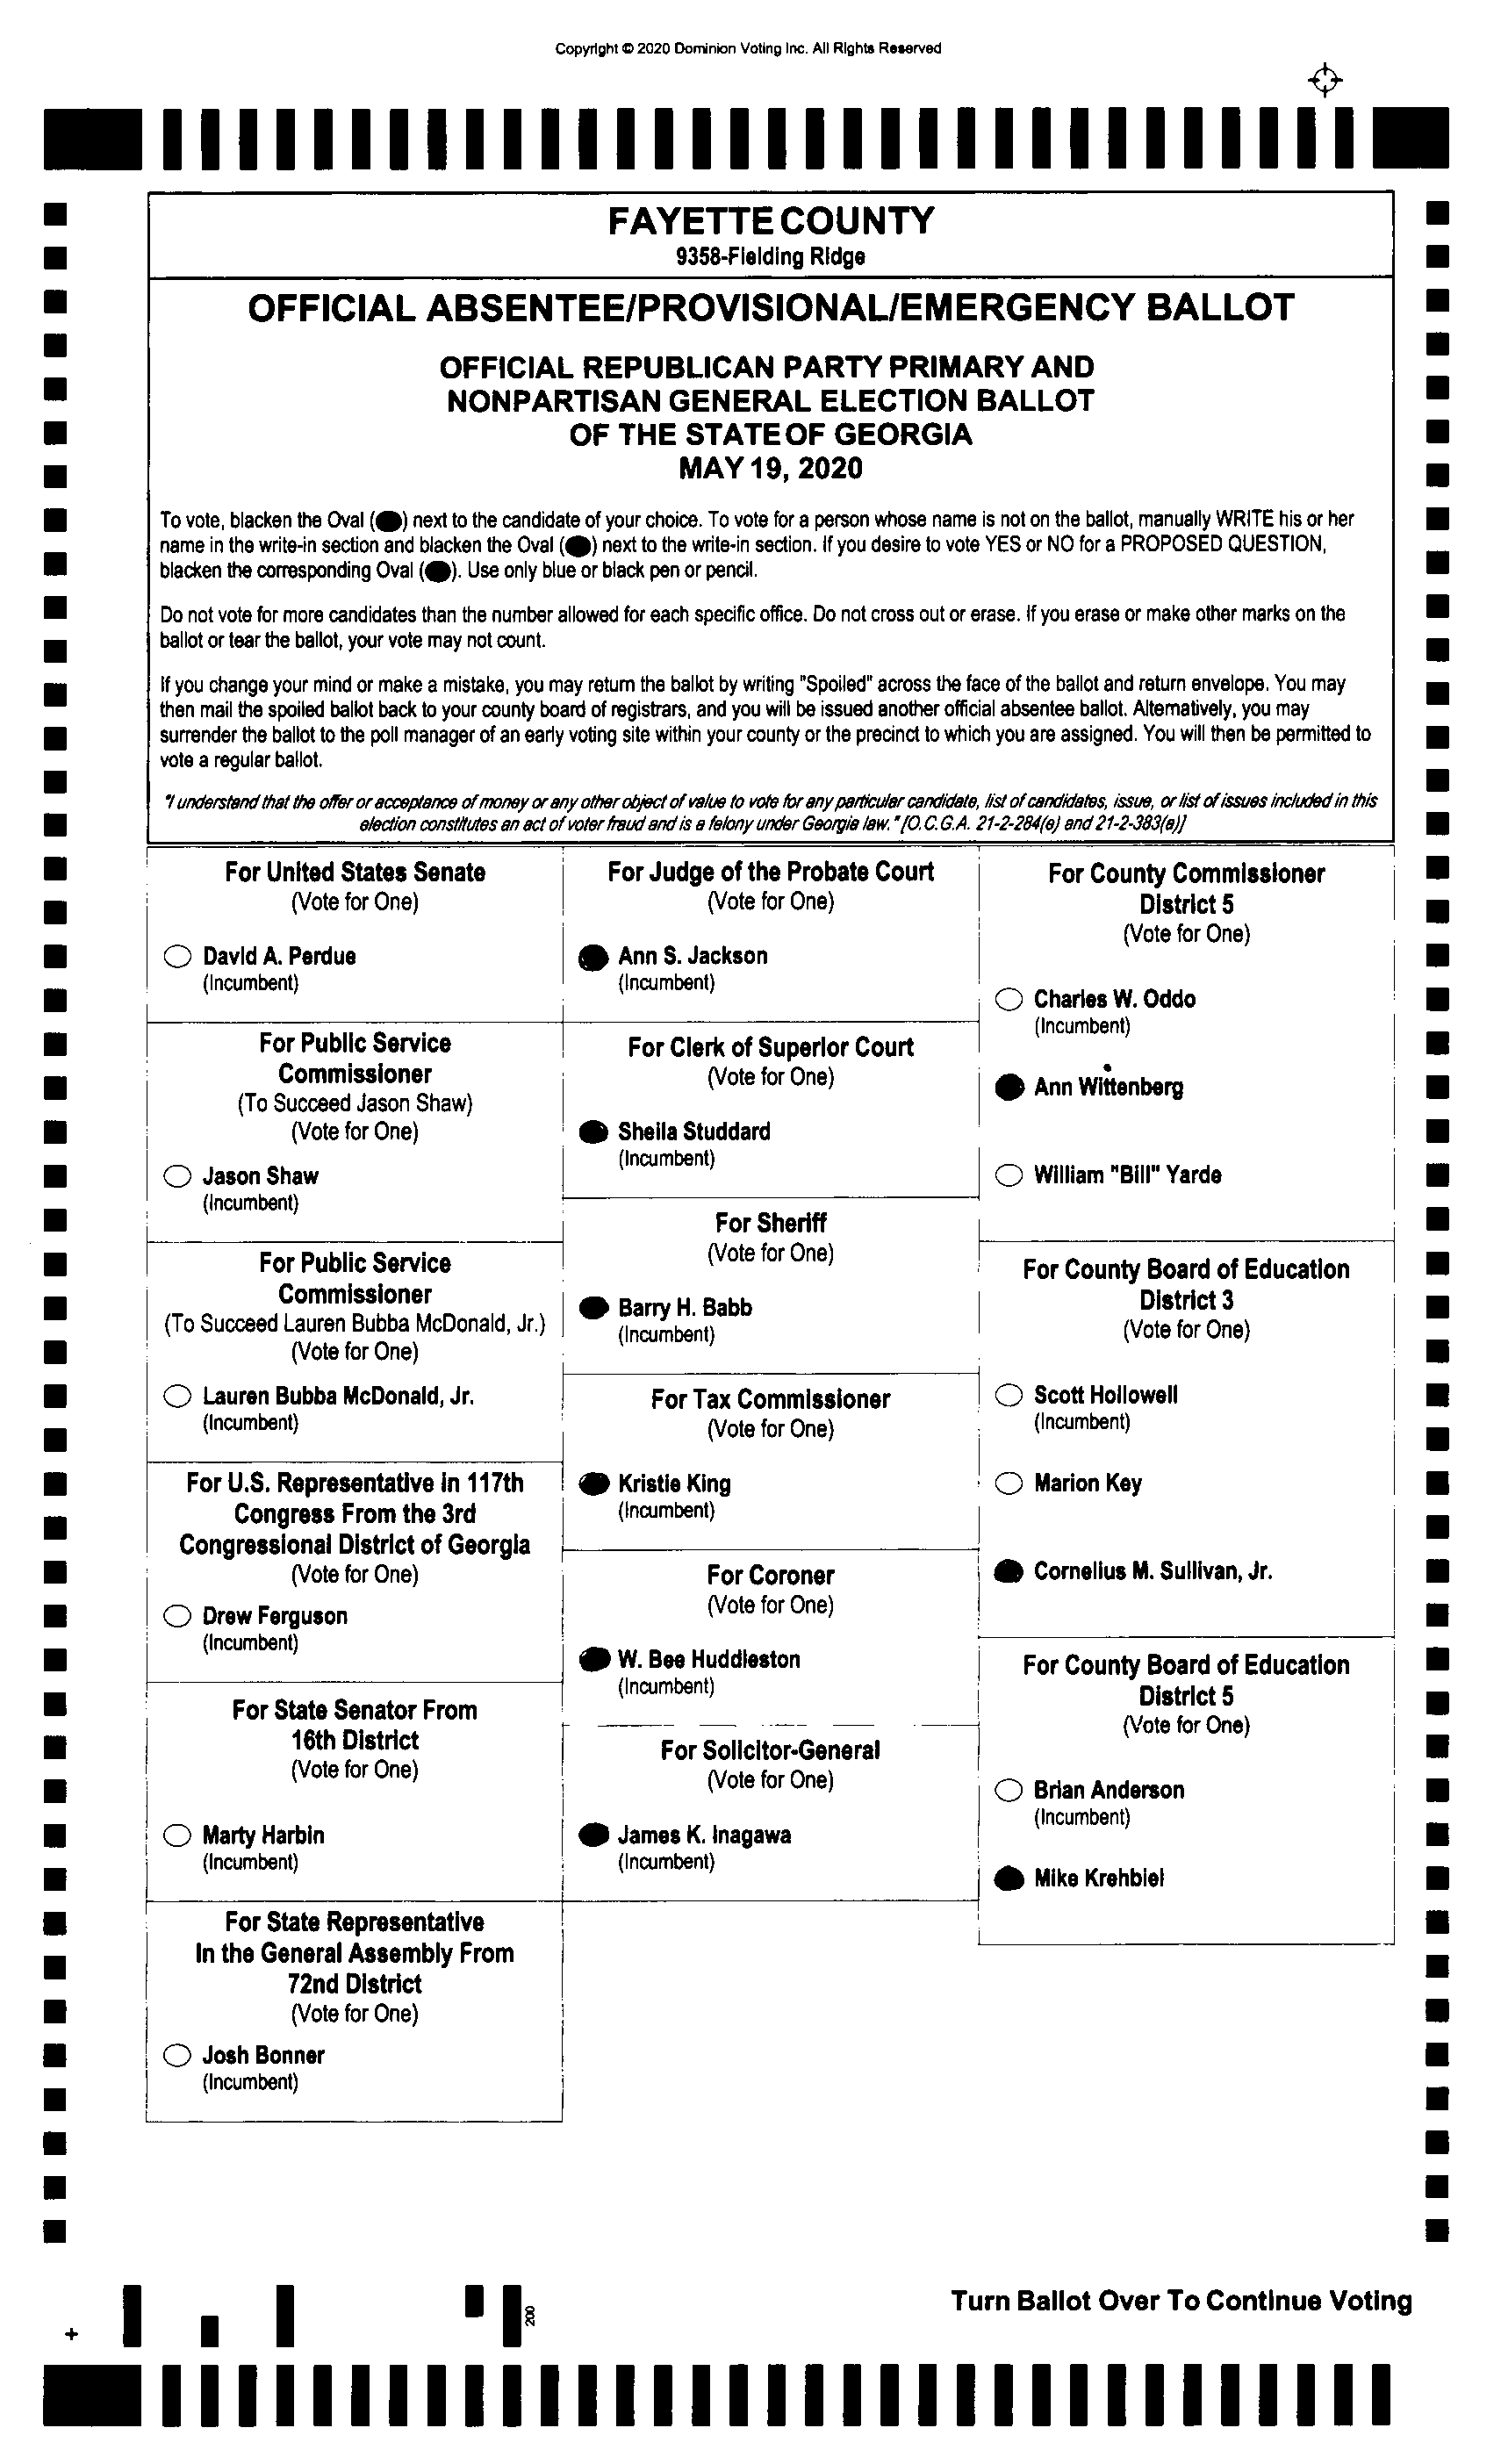 Copyright © 2020 Dominion Voting Inc. All Rights Reserved
FAYETTE COUNTY
9358-Fielding Ridge
OFFICIAL ABSENTEE/PROVISIONAL/EMERGENCY BALLOT
OFFICIAL REPUBLICAN PARTY PRIMARY AND
NONPARTISAN GENERAL ELECTION BALLOT
OF THE STATE OF GEORGIA
MAY 19, 2020
To vote, blacken the Oval ( ) next to the candidate of your choice. To vote for a person whose name is not on the ballot, manually WRITE his or her
name in the write-in section and blacken the Oval ( ) next to the write-in section. If you desire to vote YES or NO for a PROPOSED QUESTION,
blacken the corresponding Oval ( ). Use only blue or black pen or pencil.
Do not vote for more candidates than the number allowed for each specific office. Do not cross out or erase. If you erase or make other marks on the
ballot or tear the ballot, your vote may not count.
If you change your mind or make a mistake, you may return the ballot by writing "Spoiled" across the face of the ballot and return envelope. You may
then mail the spoiled ballot back to your county board of registrars, and you will be issued another official absentee ballot. Alternatively, you may
surrender the ballot to the poll manager of an early voting site within your county or the precinct to which you are assigned. You will then be permitted to
vote a regular ballot.
"I understand that the offer or acceptance of money or any other object of value to vote for any particular candidate, list of candidates, issue, or list of issues included in this
election constitutes an act of voter fraud and is a felony under Georgia law." [O.C.G.A. 21-2-284(e) and 21-2-383(a)]
For United States Senate
(Vote for One)
David A. Perdue
(Incumbent)
For Public Service
Commissioner
(To Succeed Jason Shaw)
(Vote for One)
Jason Shaw
(Incumbent)
For Public Service
Commissioner
(To Succeed Lauren Bubba McDonald, Jr.)
(Vote for One)
Lauren Bubba McDonald, Jr.
(Incumbent)
For U.S. Representative in 117th
Congress From the 3rd
Congressional District of Georgia
(Vote for One)
Drew Ferguson
(Incumbent)
For State Senator From
16th District
(Vote for One)
Marty Harbin
(Incumbent)
For State Representative
In the General Assembly From
72nd District
(Vote for One)
Josh Bonner
(Incumbent)
For Judge of the Probate Court
(Vote for One)
Ann S. Jackson
(Incumbent)
For Clerk of Superior Court
(Vote for One)
Sheila Studdard
(Incumbent)
For Sheriff
(Vote for One)
Barry H. Babb
(Incumbent)
For Tax Commissioner
(Vote for One)
Kristie King
(Incumbent)
For Coroner
(Vote for One)
W. Bee Huddleston
(Incumbent)
For Solicitor-General
(Vote for One)
James K. Inagawa
(Incumbent)
For County Commissioner
District 5
(Vote for One)
Charles W. Oddo
(Incumbent)
Ann Wittenberg
William "Bill" Yarde
For County Board of Education
District 3
(Vote for One)
Scott Hollowell
(Incumbent)
Marion Key
Cornelius M. Sullivan, Jr.
For County Board of Education
District 5
(Vote for One)
Brian Anderson
(Incumbent)
Mike Krehbiel
Turn Ballot Over To Continue Voting
200
+